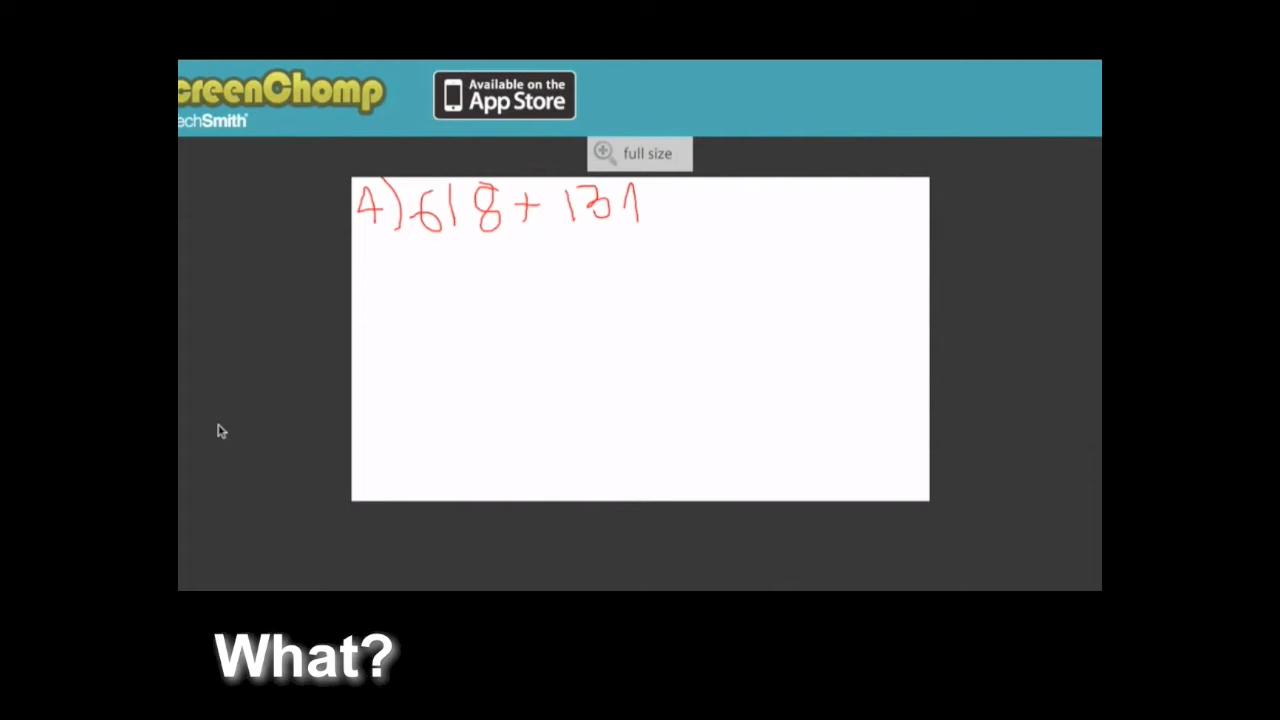 creenChomp
echSmith
Available on the
App Store
full size
4) 618 + 131
What?